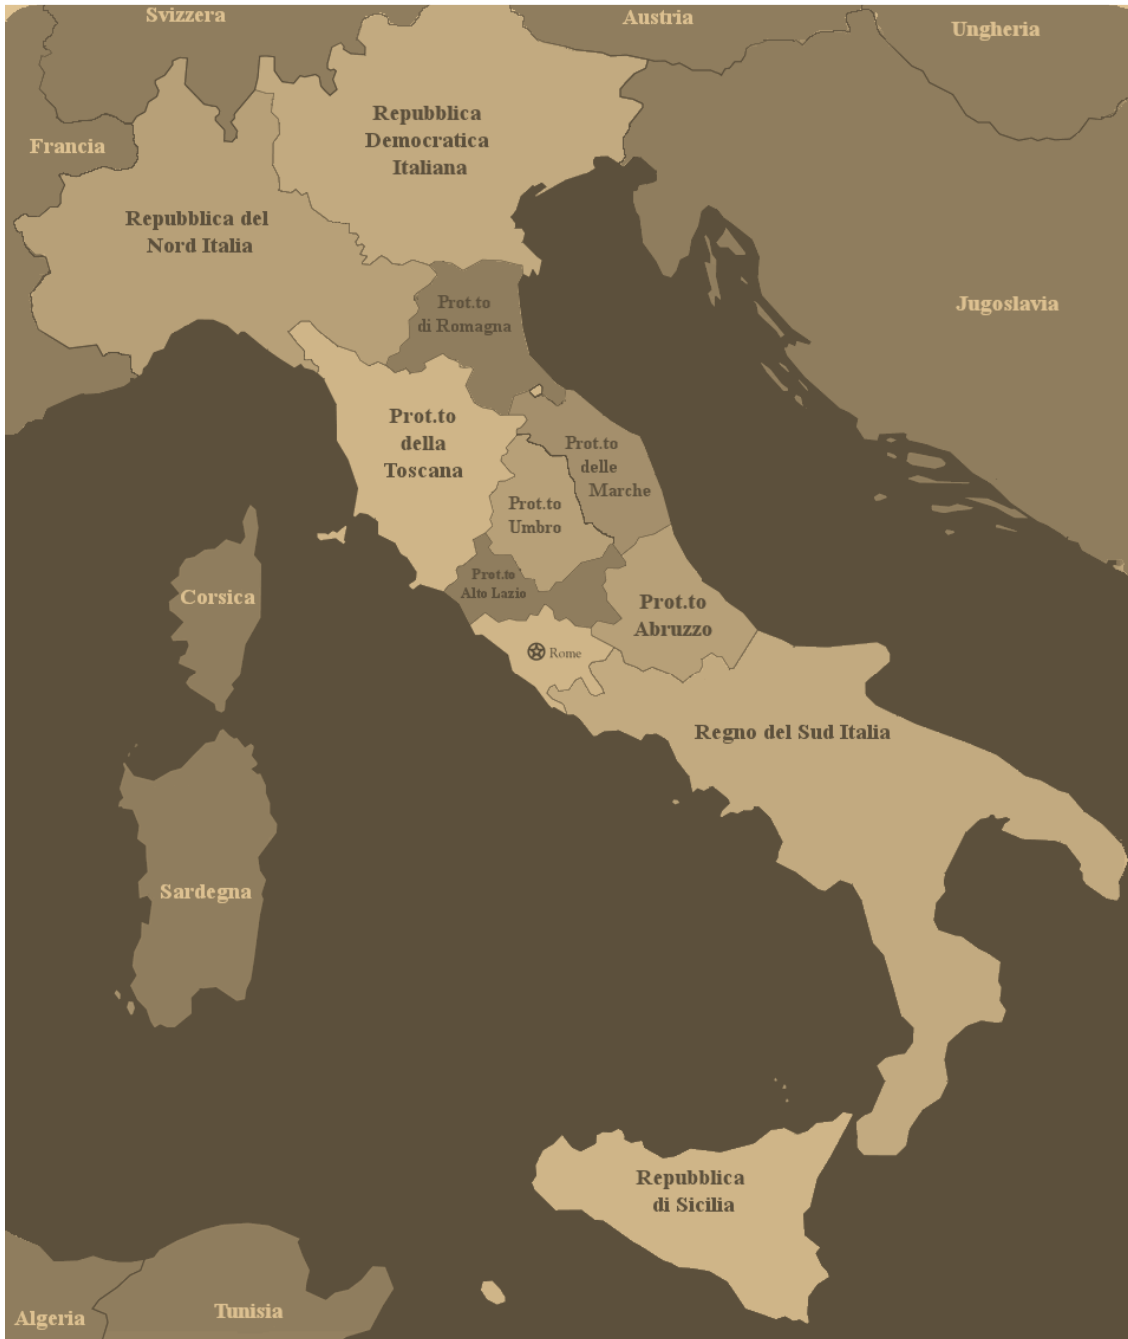 Svizzera
Austria
Ungheria
Francia
Repubblica
Democratica
Italiana
Repubblica del
Nord Italia
Prot.to
di Romagna
Jugoslavia
Prot.to
della
Toscana
Prot.to
delle
Marche
Prot.to
Umbro
Prot.to
Alto Lazio
Prot.to
Abruzzo
Corsica
Rome
Regno del Sud Italia
Sardegna
Repubblica
di Sicilia
Algeria
Tunisia